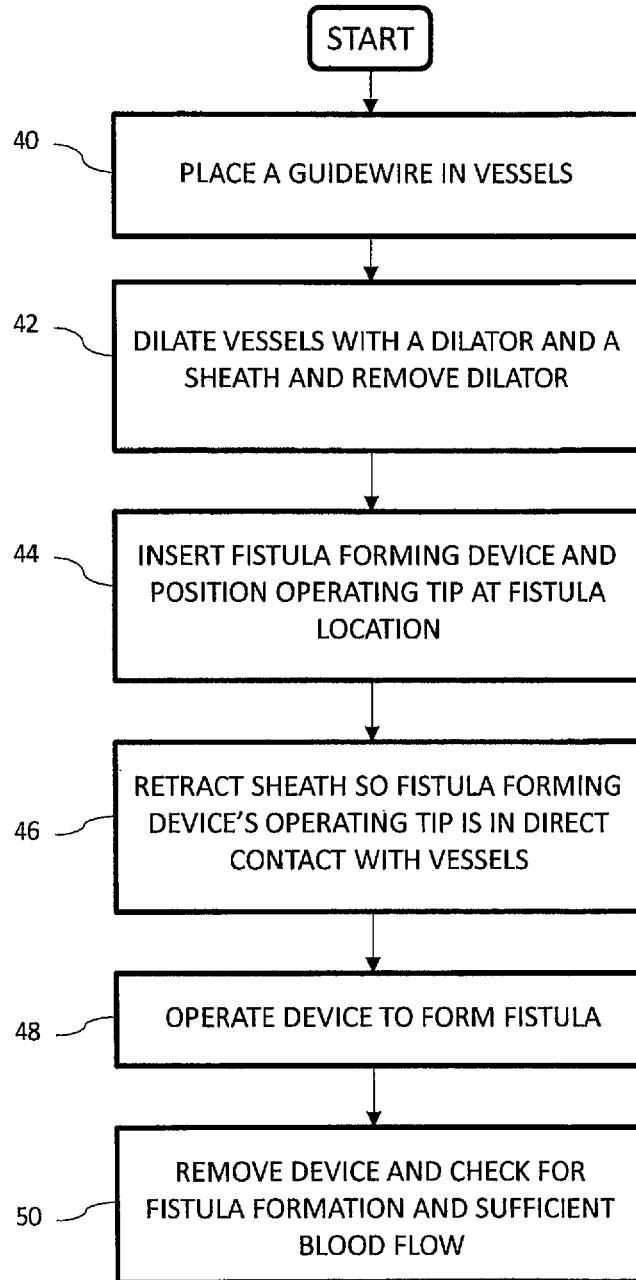 START
40
PLACE A GUIDEWIRE IN VESSELS
42
DILATE VESSELS WITH A DILATOR AND A
SHEATH AND REMOVE DILATOR
44
INSERT FISTULA FORMING DEVICE AND
POSITION OPERATING TIP AT FISTULA
LOCATION
46
RETRACT SHEATH SO FISTULA FORMING
DEVICE'S OPERATING TIP IS IN DIRECT
CONTACT WITH VESSELS
48
OPERATE DEVICE TO FORM FISTULA
50
REMOVE DEVICE AND CHECK FOR
FISTULA FORMATION AND SUFFICIENT
BLOOD FLOW